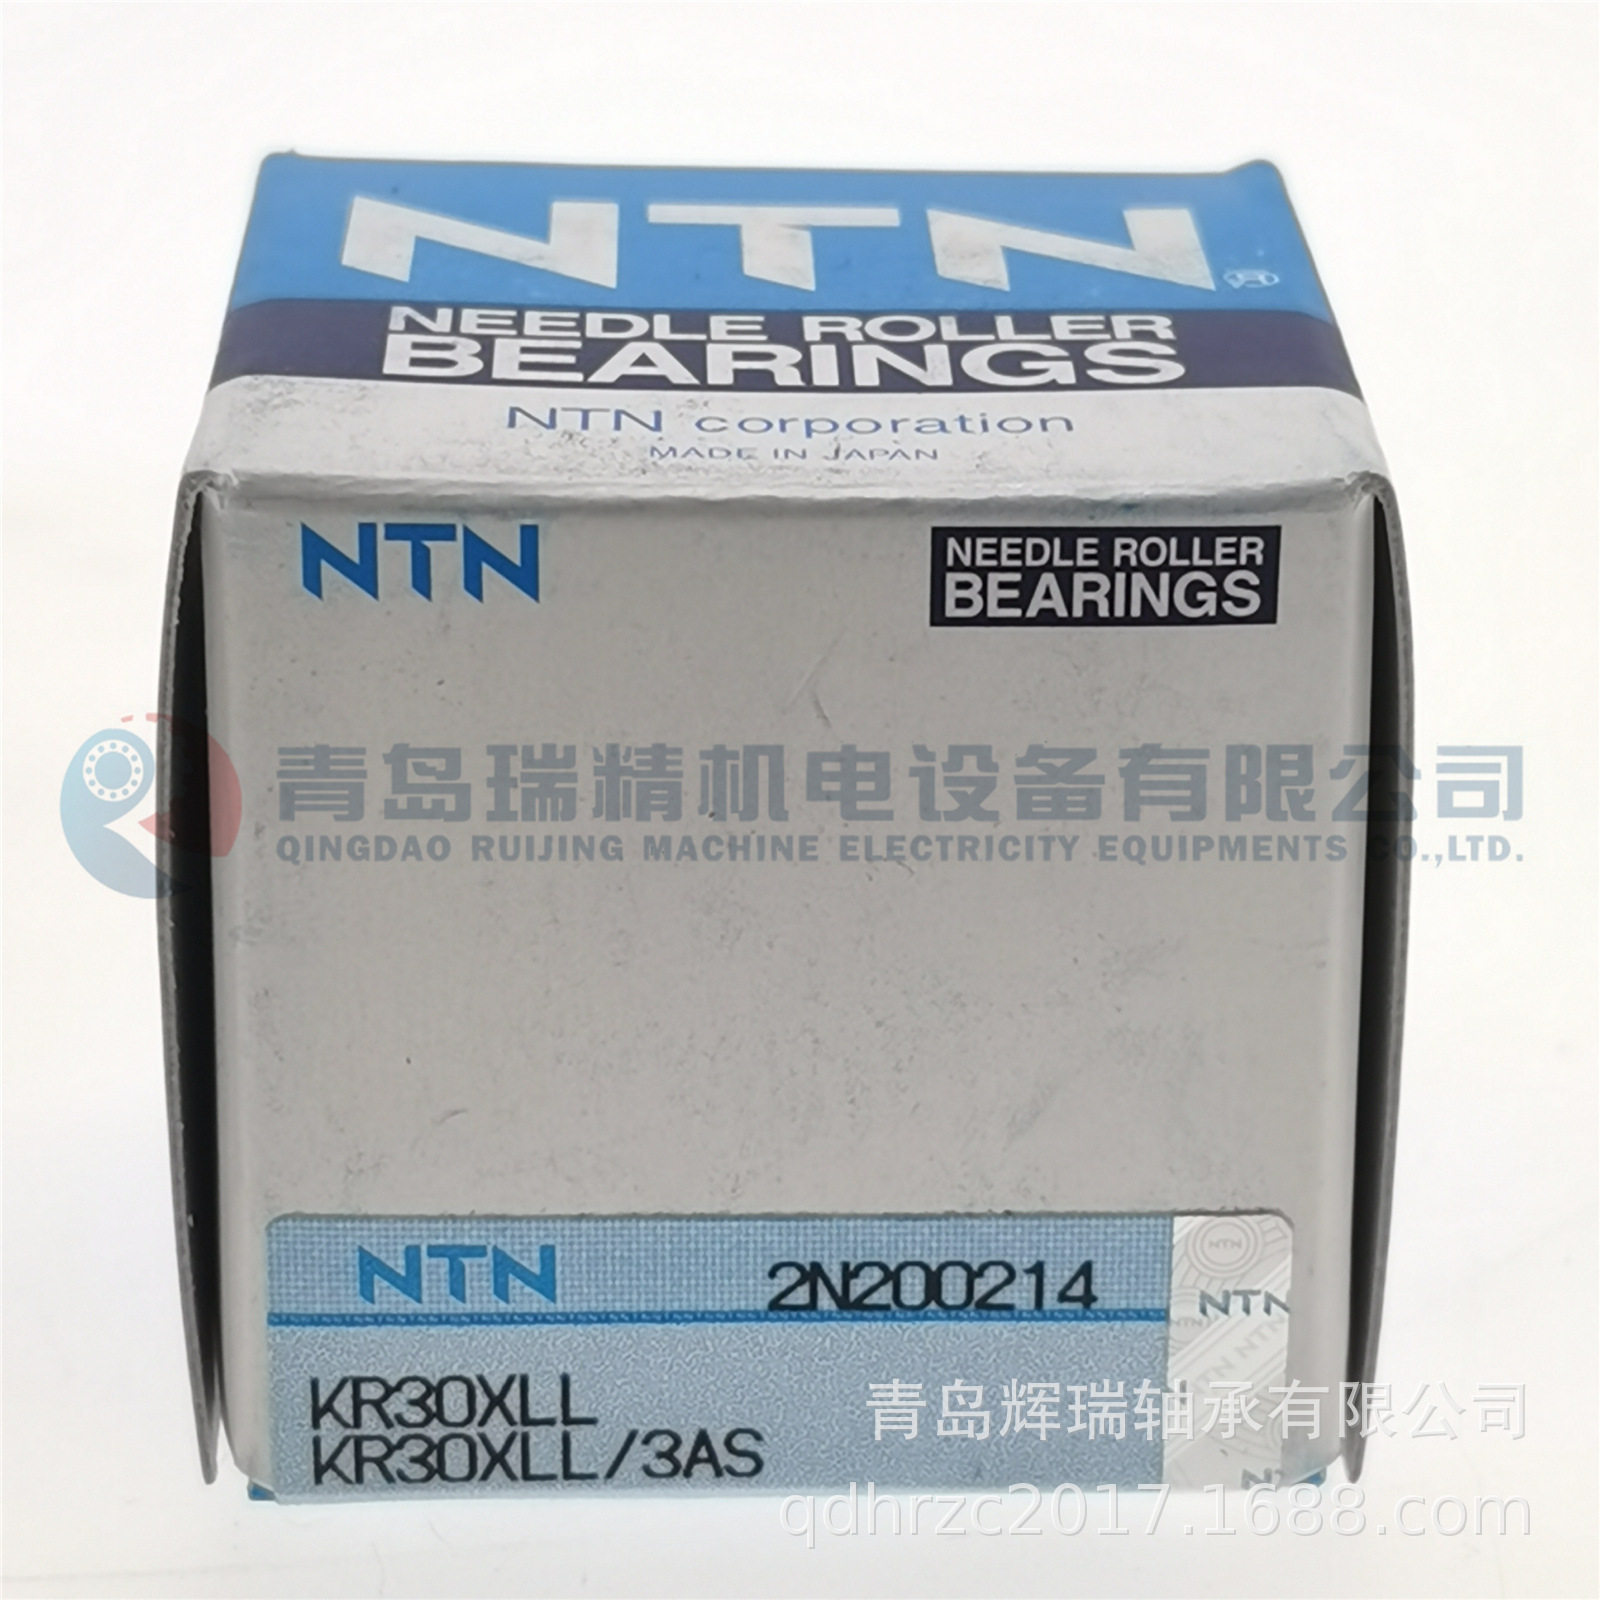 NTN
NEEDLE ROLLER
BEARINGS
NTN corporation
MADE IN JAPAN
NTN
NEEDLE ROLLER
BEARINGS
青岛瑞精机电设备有限公司
QINGDAO RUIJING MACHINE ELECTRICITY EQUIPMENTS CO.,LTD.
NTN
2N200214
NTN
NTN
KR30XLL
KR30XLL/3AS
青岛辉瑞轴承有限公司
qdhrzc2017.1688.com